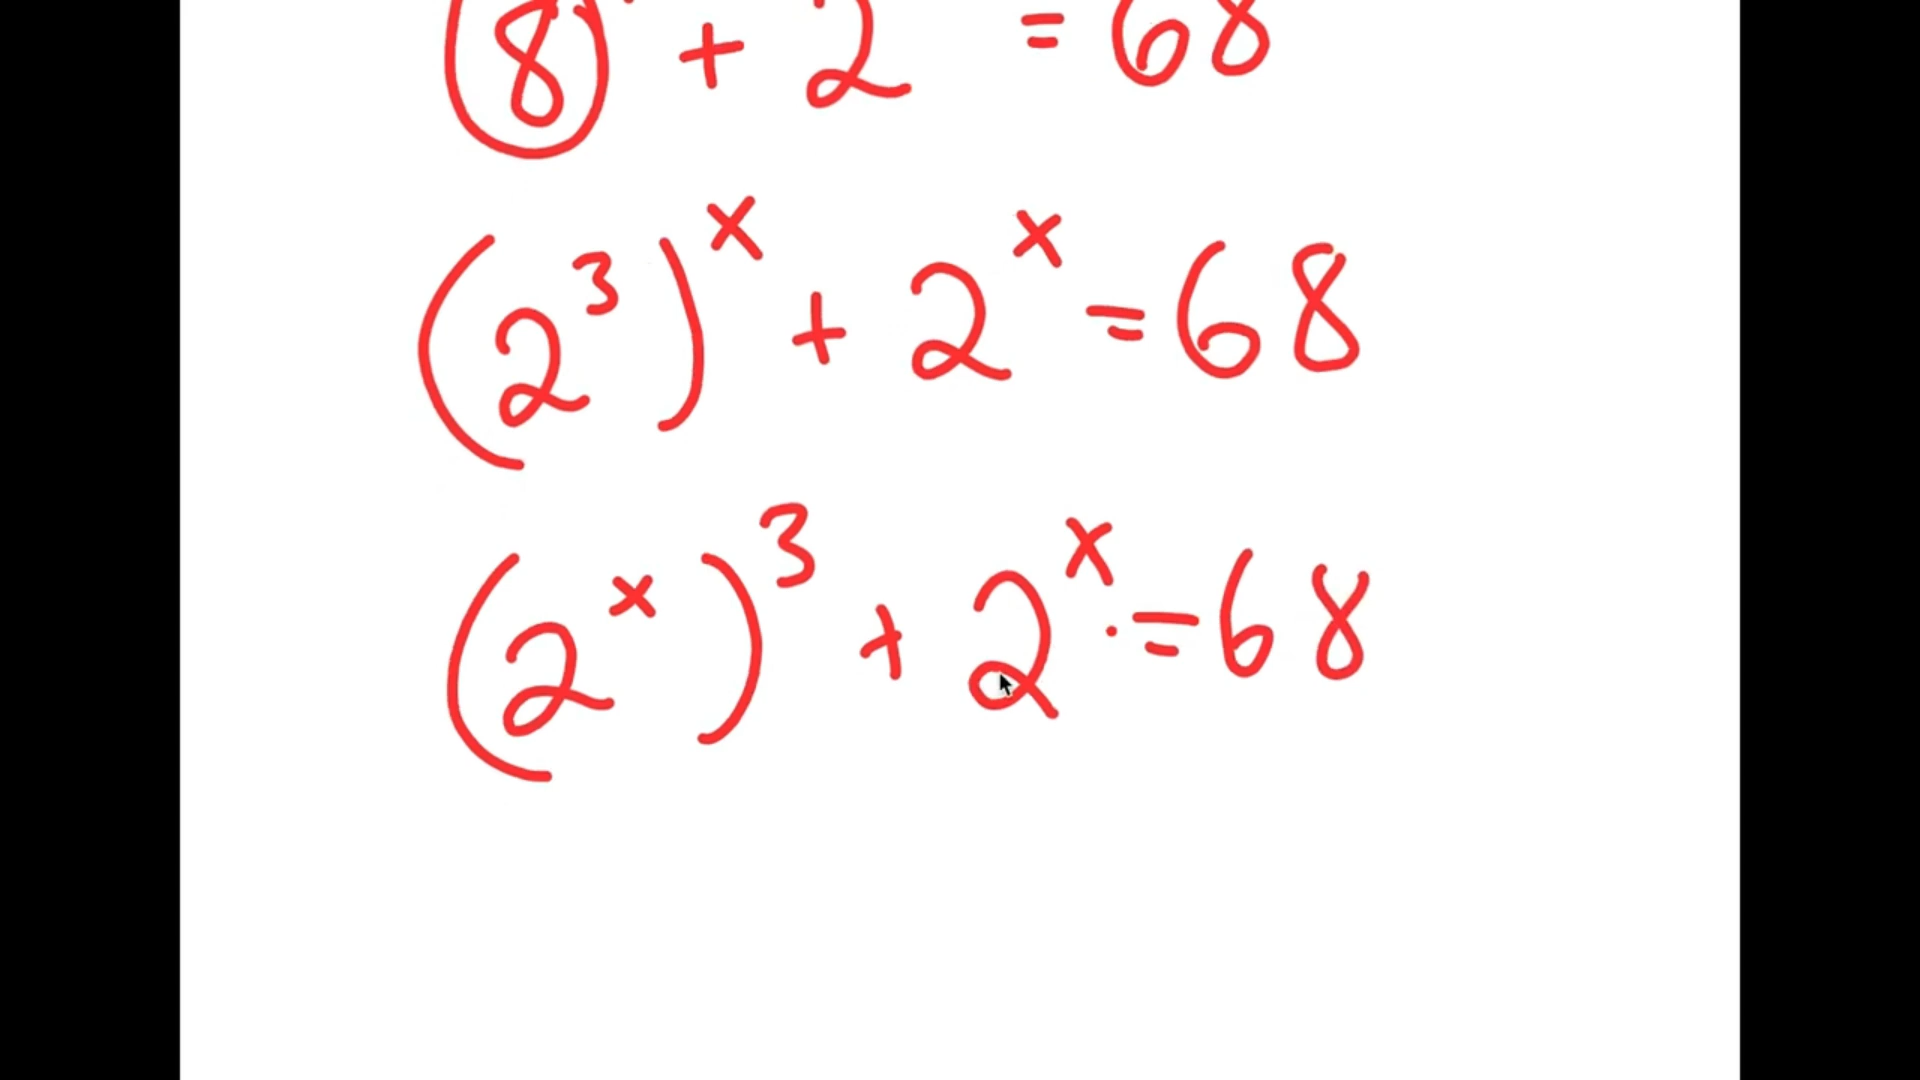 (8) + 2 = 68
(2³)ˣ + 2ˣ = 68
(2ˣ)³ + 2ˣ = 68